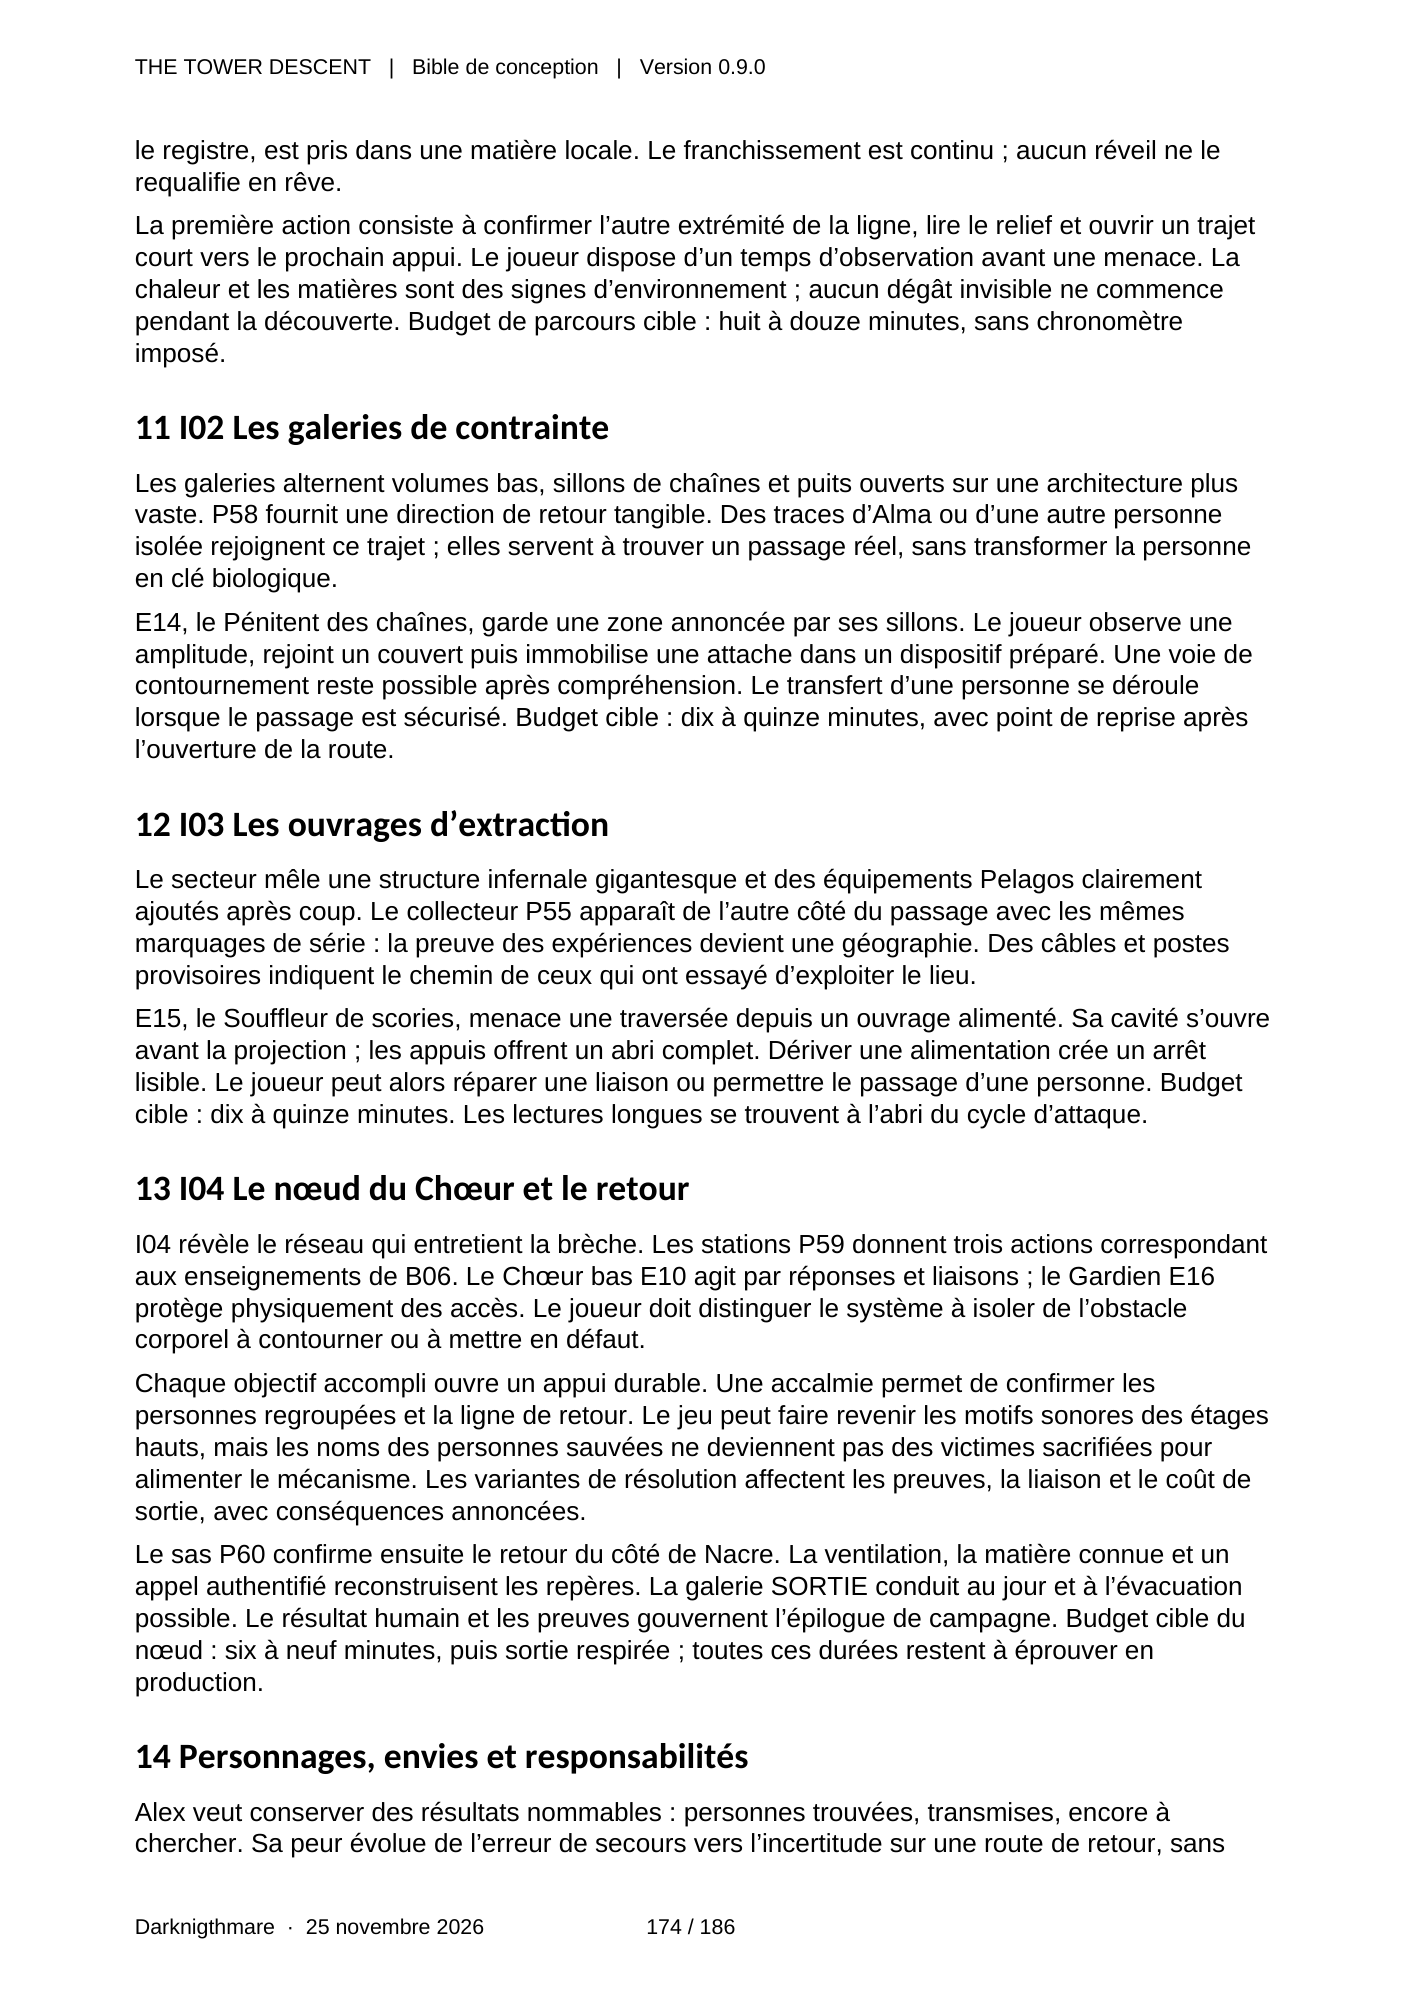 THE TOWER DESCENT | Bible de conception | Version 0.9.0
le registre, est pris dans une matière locale. Le franchissement est continu ; aucun réveil ne le
requalifie en rêve.
La première action consiste à confirmer l’autre extrémité de la ligne, lire le relief et ouvrir un trajet
court vers le prochain appui. Le joueur dispose d’un temps d’observation avant une menace. La
chaleur et les matières sont des signes d’environnement ; aucun dégât invisible ne commence
pendant la découverte. Budget de parcours cible : huit à douze minutes, sans chronomètre
imposé.
11 I02 Les galeries de contrainte
Les galeries alternent volumes bas, sillons de chaînes et puits ouverts sur une architecture plus
vaste. P58 fournit une direction de retour tangible. Des traces d’Alma ou d’une autre personne
isolée rejoignent ce trajet ; elles servent à trouver un passage réel, sans transformer la personne
en clé biologique.
E14, le Pénitent des chaînes, garde une zone annoncée par ses sillons. Le joueur observe une
amplitude, rejoint un couvert puis immobilise une attache dans un dispositif préparé. Une voie de
contournement reste possible après compréhension. Le transfert d’une personne se déroule
lorsque le passage est sécurisé. Budget cible : dix à quinze minutes, avec point de reprise après
l’ouverture de la route.
12 I03 Les ouvrages d’extraction
Le secteur mêle une structure infernale gigantesque et des équipements Pelagos clairement
ajoutés après coup. Le collecteur P55 apparaît de l’autre côté du passage avec les mêmes
marquages de série : la preuve des expériences devient une géographie. Des câbles et postes
provisoires indiquent le chemin de ceux qui ont essayé d’exploiter le lieu.
E15, le Souffleur de scories, menace une traversée depuis un ouvrage alimenté. Sa cavité s’ouvre
avant la projection ; les appuis offrent un abri complet. Dériver une alimentation crée un arrêt
lisible. Le joueur peut alors réparer une liaison ou permettre le passage d’une personne. Budget
cible : dix à quinze minutes. Les lectures longues se trouvent à l’abri du cycle d’attaque.
13 I04 Le nœud du Chœur et le retour
I04 révèle le réseau qui entretient la brèche. Les stations P59 donnent trois actions correspondant
aux enseignements de B06. Le Chœur bas E10 agit par réponses et liaisons ; le Gardien E16
protège physiquement des accès. Le joueur doit distinguer le système à isoler de l’obstacle
corporel à contourner ou à mettre en défaut.
Chaque objectif accompli ouvre un appui durable. Une accalmie permet de confirmer les
personnes regroupées et la ligne de retour. Le jeu peut faire revenir les motifs sonores des étages
hauts, mais les noms des personnes sauvées ne deviennent pas des victimes sacrifiées pour
alimenter le mécanisme. Les variantes de résolution affectent les preuves, la liaison et le coût de
sortie, avec conséquences annoncées.
Le sas P60 confirme ensuite le retour du côté de Nacre. La ventilation, la matière connue et un
appel authentifié reconstruisent les repères. La galerie SORTIE conduit au jour et à l’évacuation
possible. Le résultat humain et les preuves gouvernent l’épilogue de campagne. Budget cible du
nœud : six à neuf minutes, puis sortie respirée ; toutes ces durées restent à éprouver en
production.
14 Personnages, envies et responsabilités
Alex veut conserver des résultats nommables : personnes trouvées, transmises, encore à
chercher. Sa peur évolue de l’erreur de secours vers l’incertitude sur une route de retour, sans
Darknigthmare · 25 novembre 2026 174 / 186